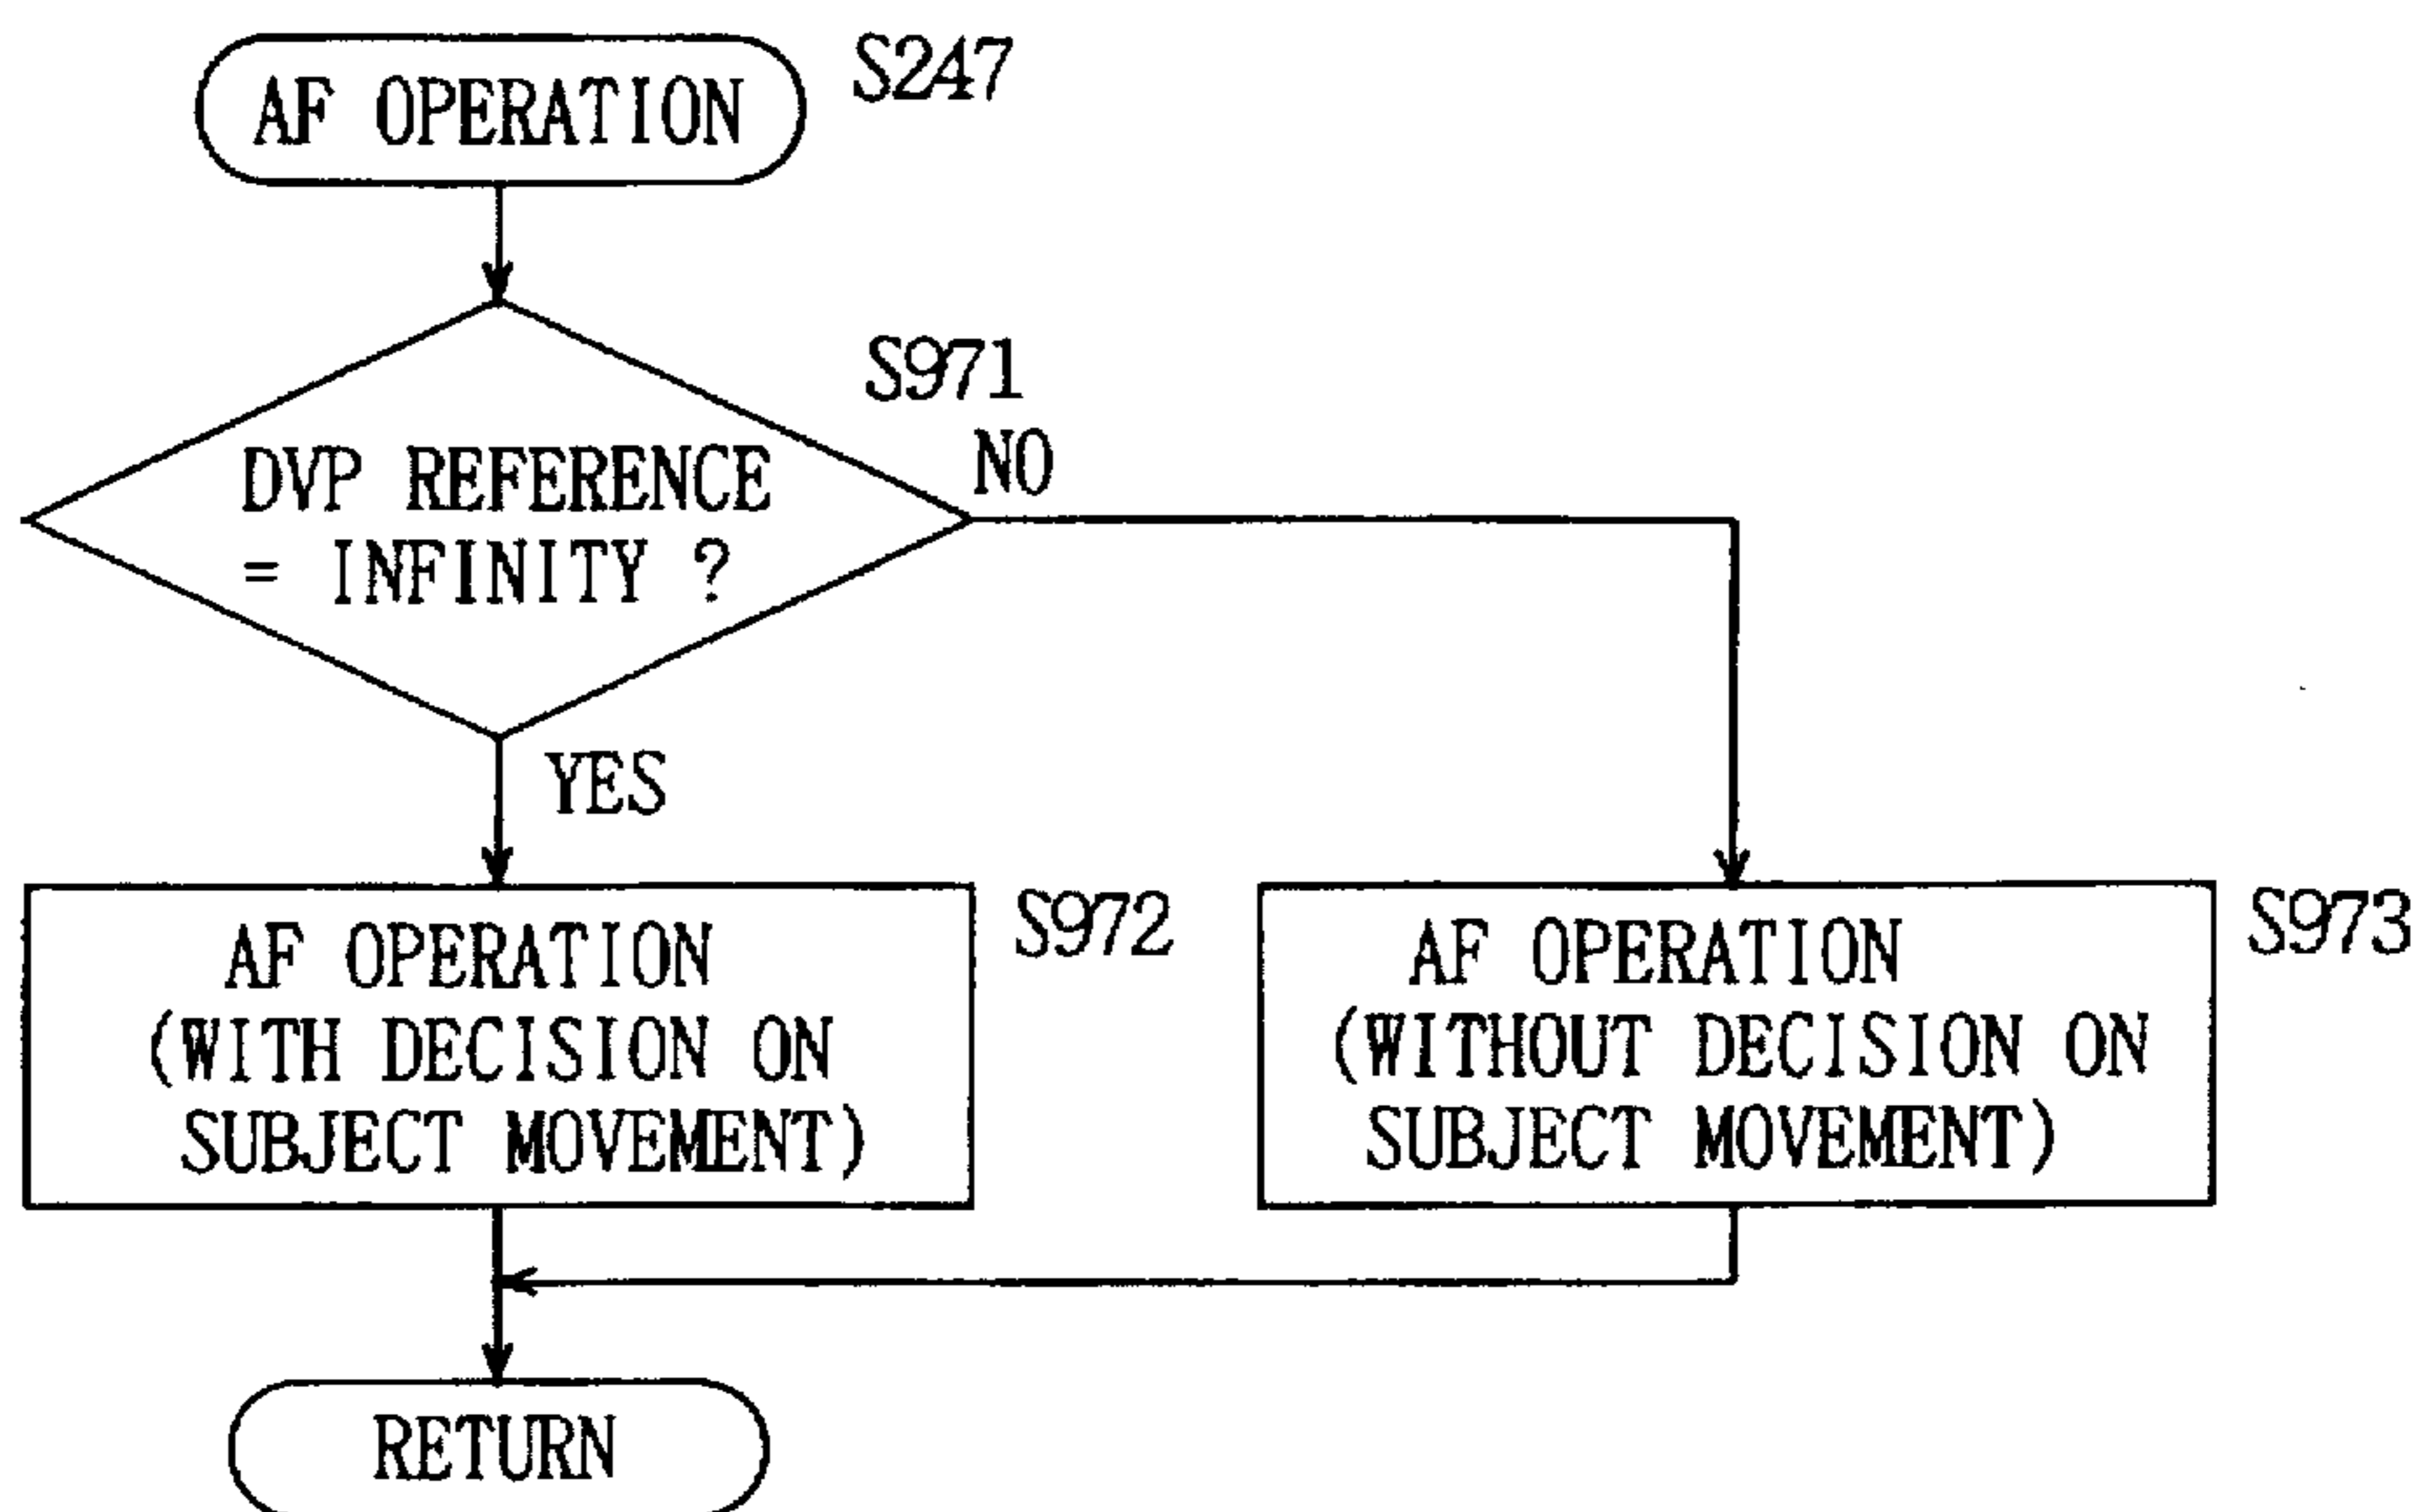 AF OPERATION
S247
S971
NO
DVP REFERENCE
= INFINITY ?
YES
AF OPERATION
(WITH DECISION ON
SUBJECT MOVEMENT)
S972
AF OPERATION
(WITHOUT DECISION ON
SUBJECT MOVEMENT)
S973
RETURN